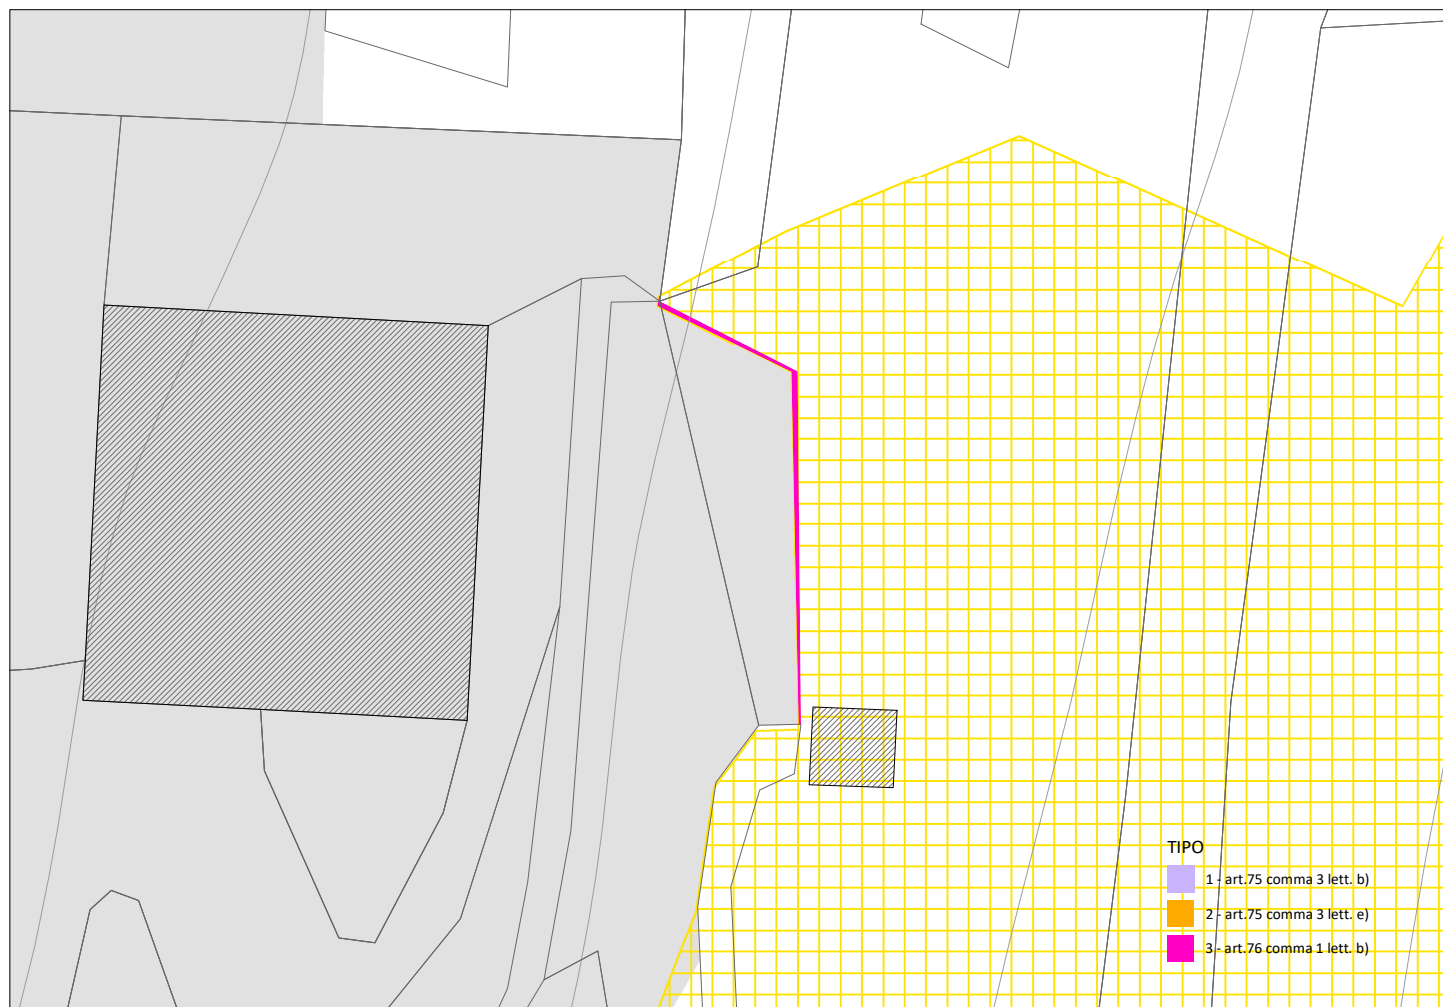 TIPO
1 - art.75 comma 3 lett. b)
2 - art.75 comma 3 lett. e)
3 - art.76 comma 1 lett. b)